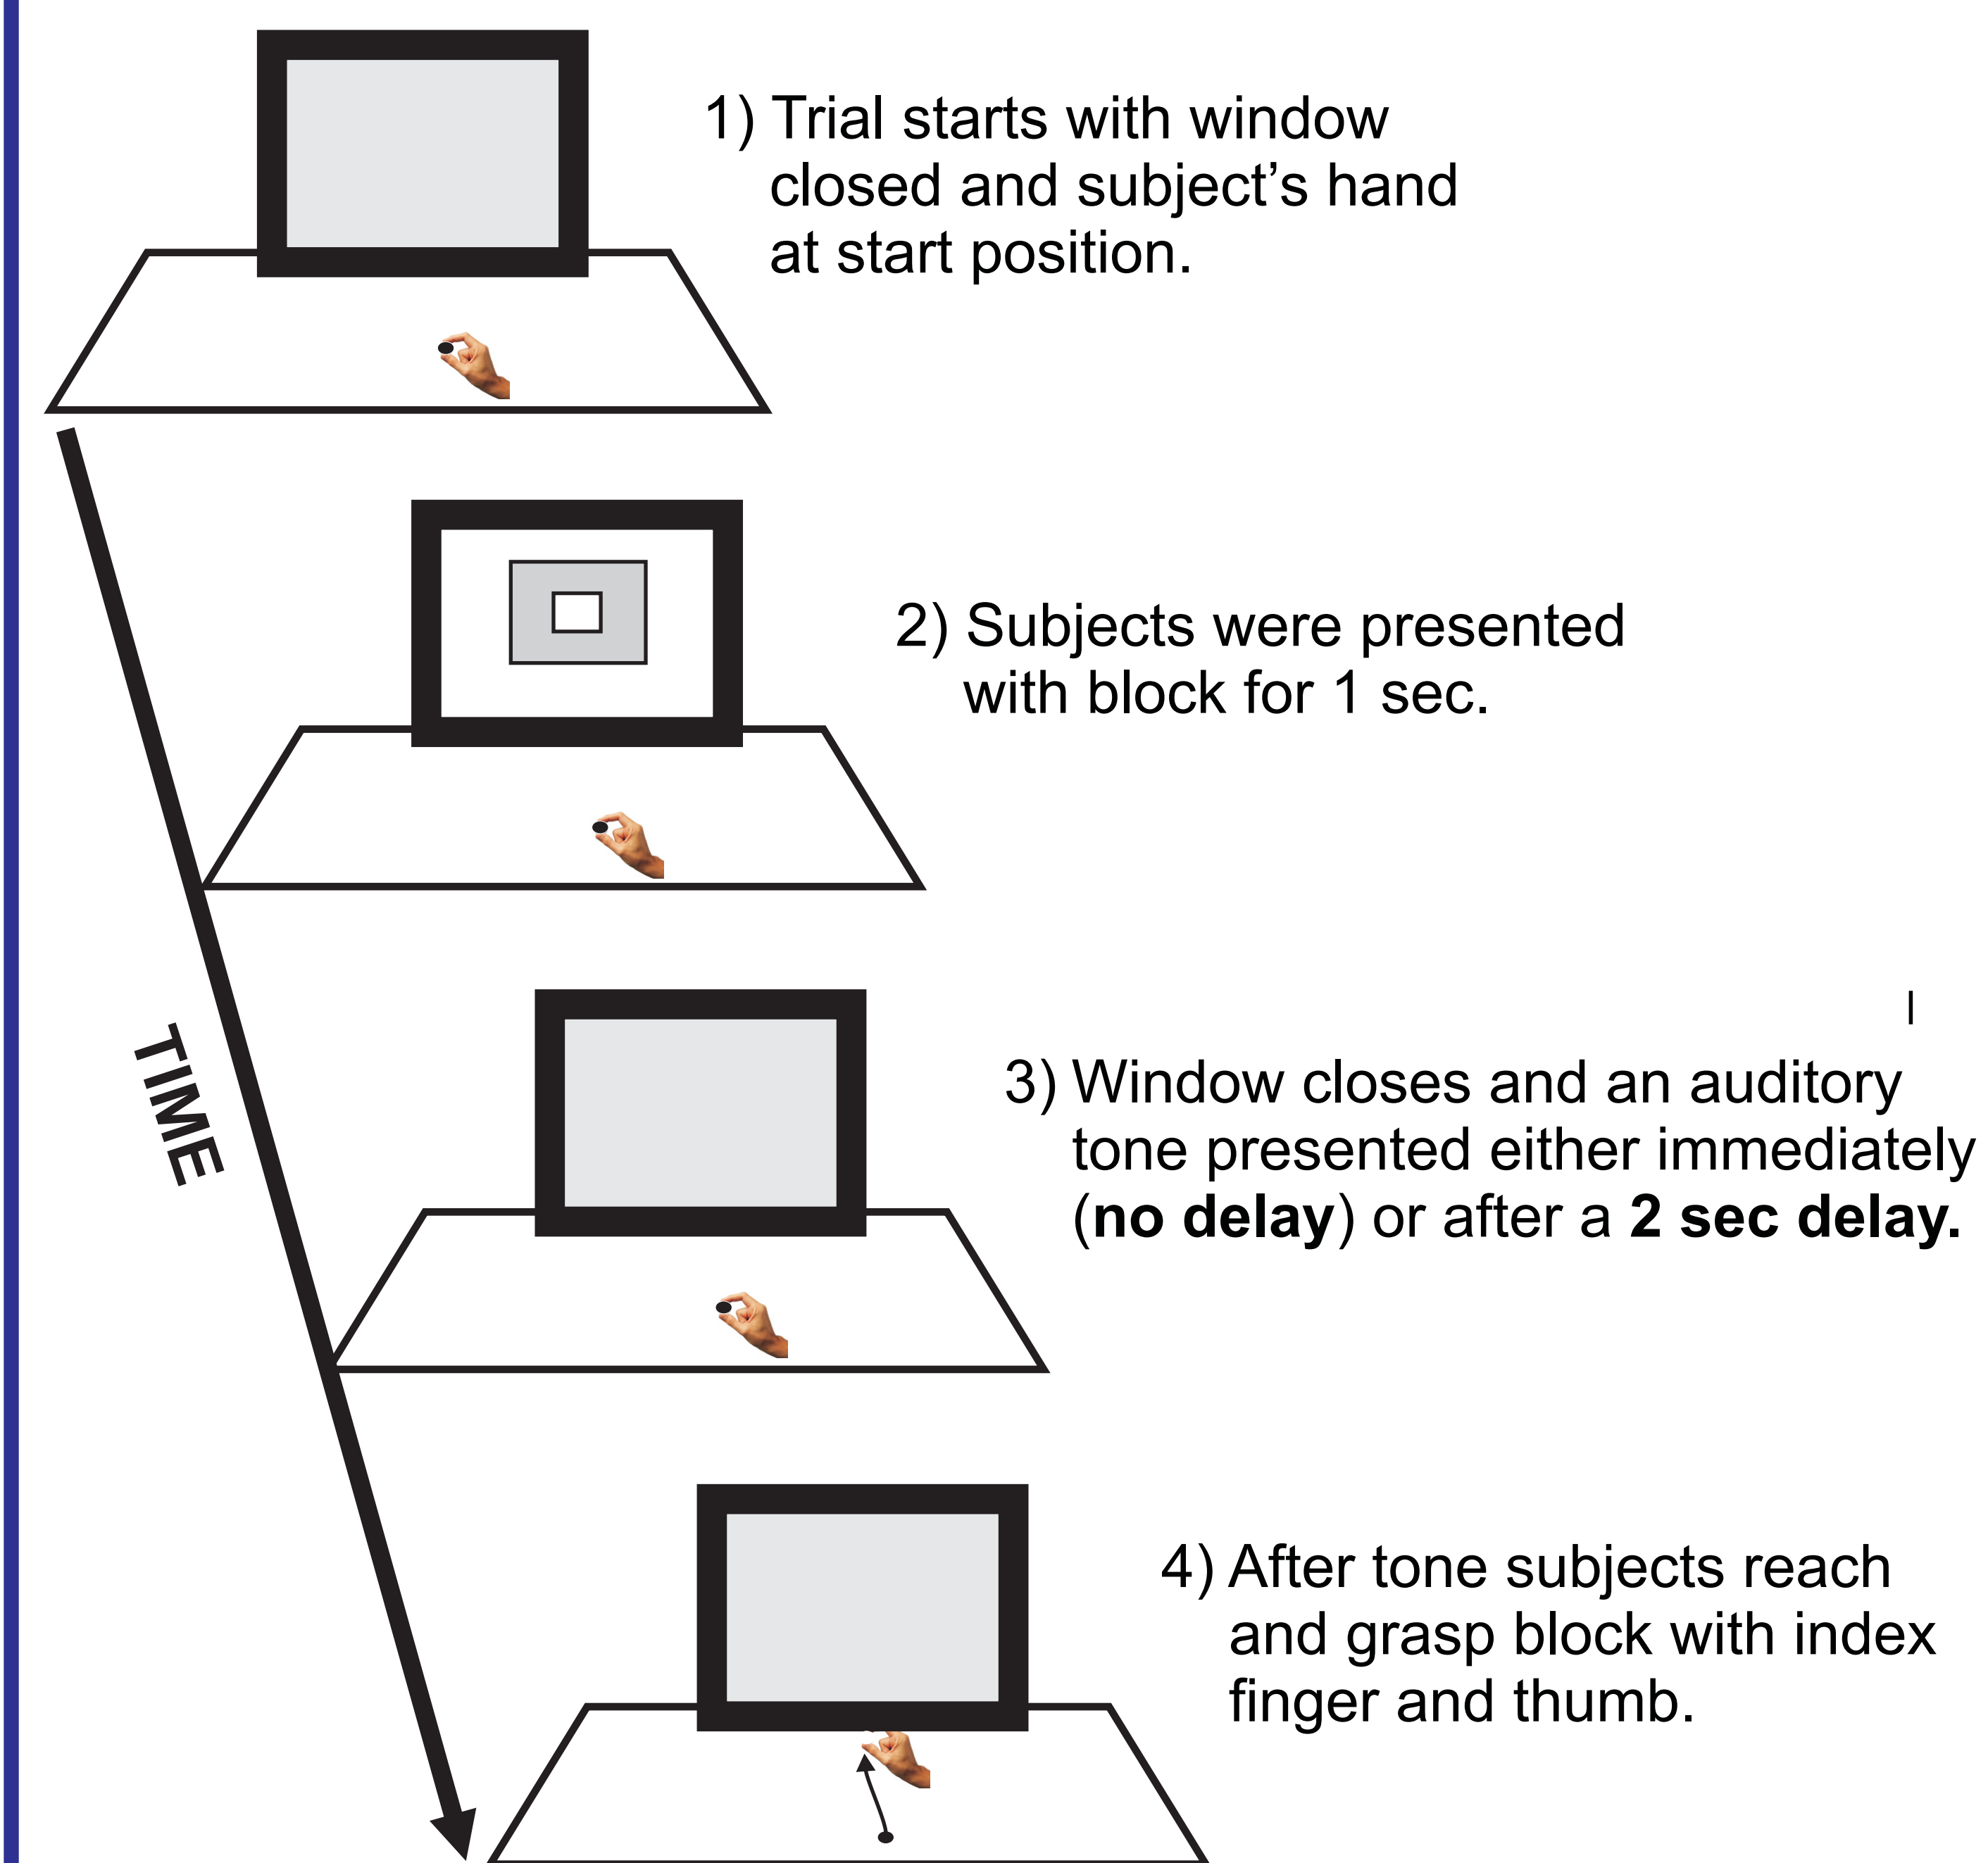 1) Trial starts with window
closed and subject’s hand
at start position.
2) Subjects were presented
with block for 1 sec.
TIME
3) Window closes and an auditory
tone presented either immediately
(no delay) or after a 2 sec delay.
4) After tone subjects reach
and grasp block with index
finger and thumb.